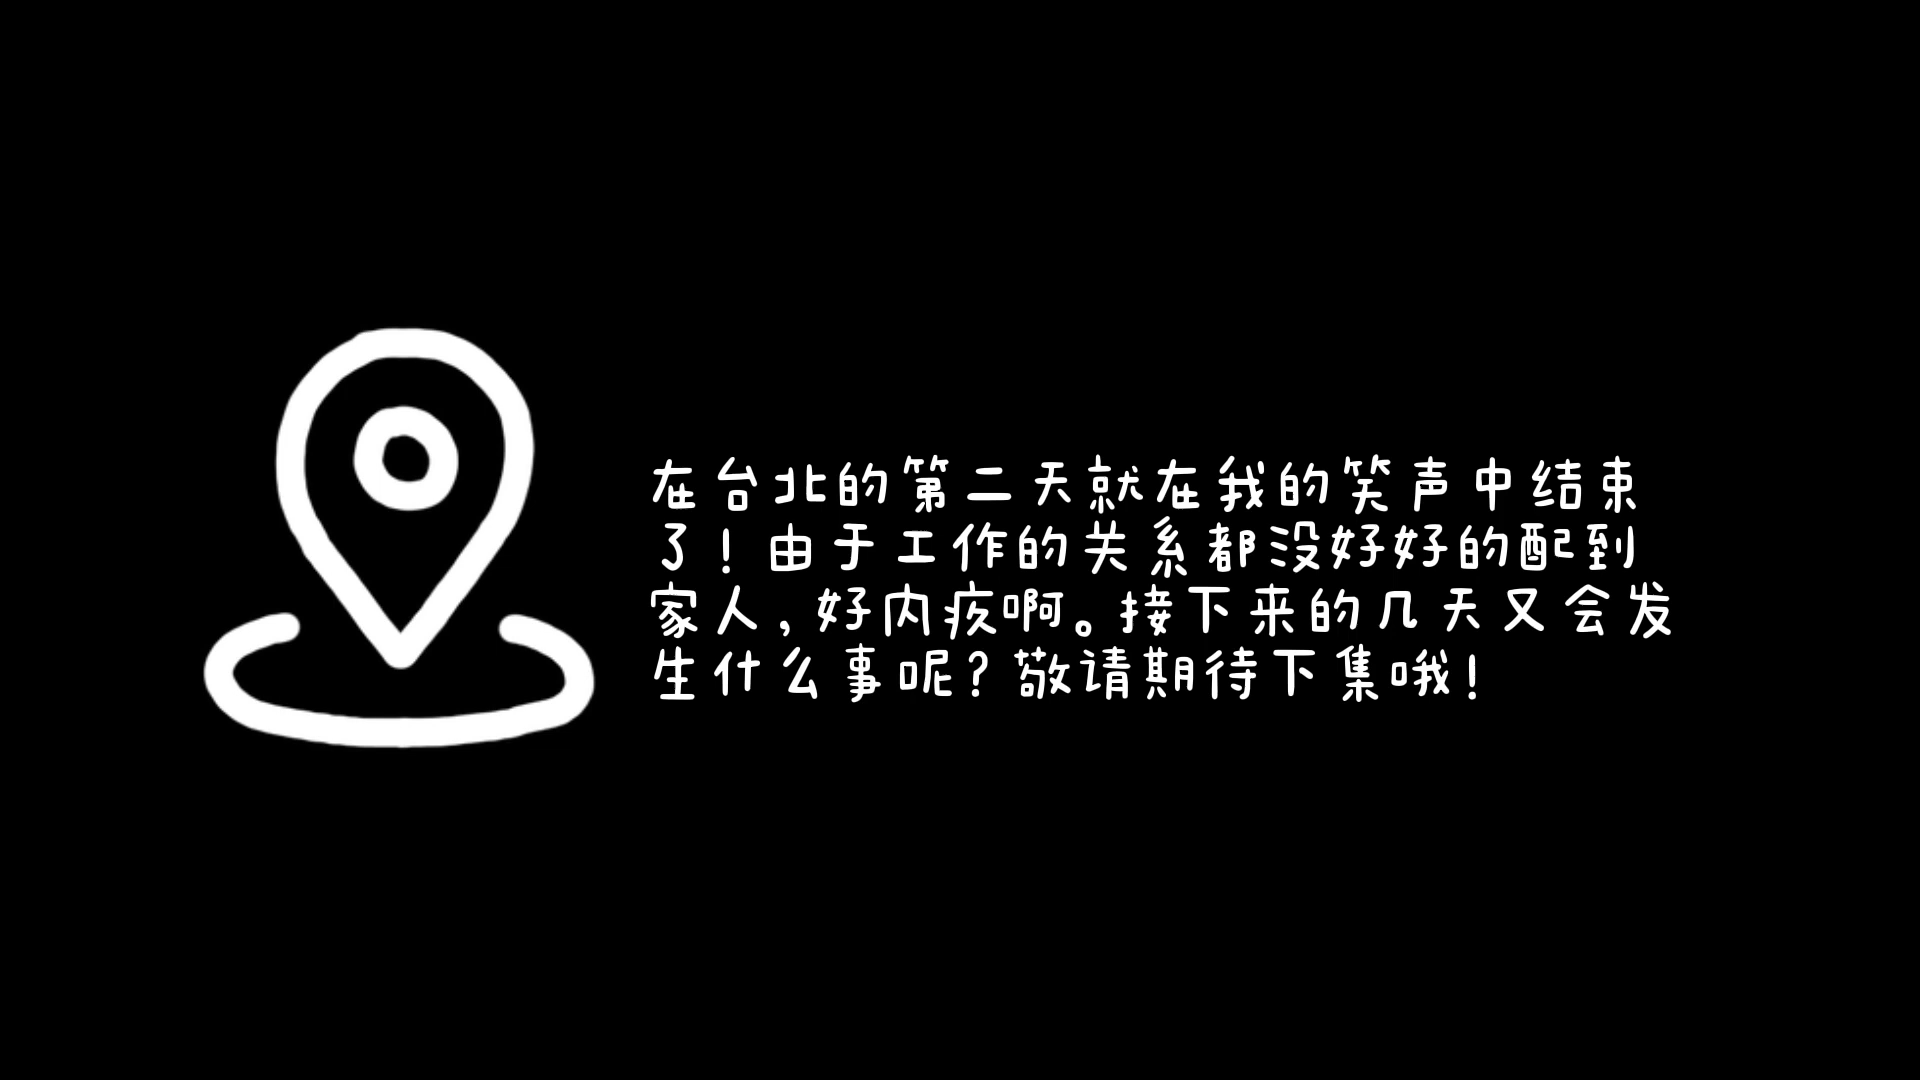 在台北的第二天就在我的笑声中结束
了！由于工作的关系都没好好的配到
家人，好内疚啊。接下来的几天又会发
生什么事呢？敬请期待下集哦！